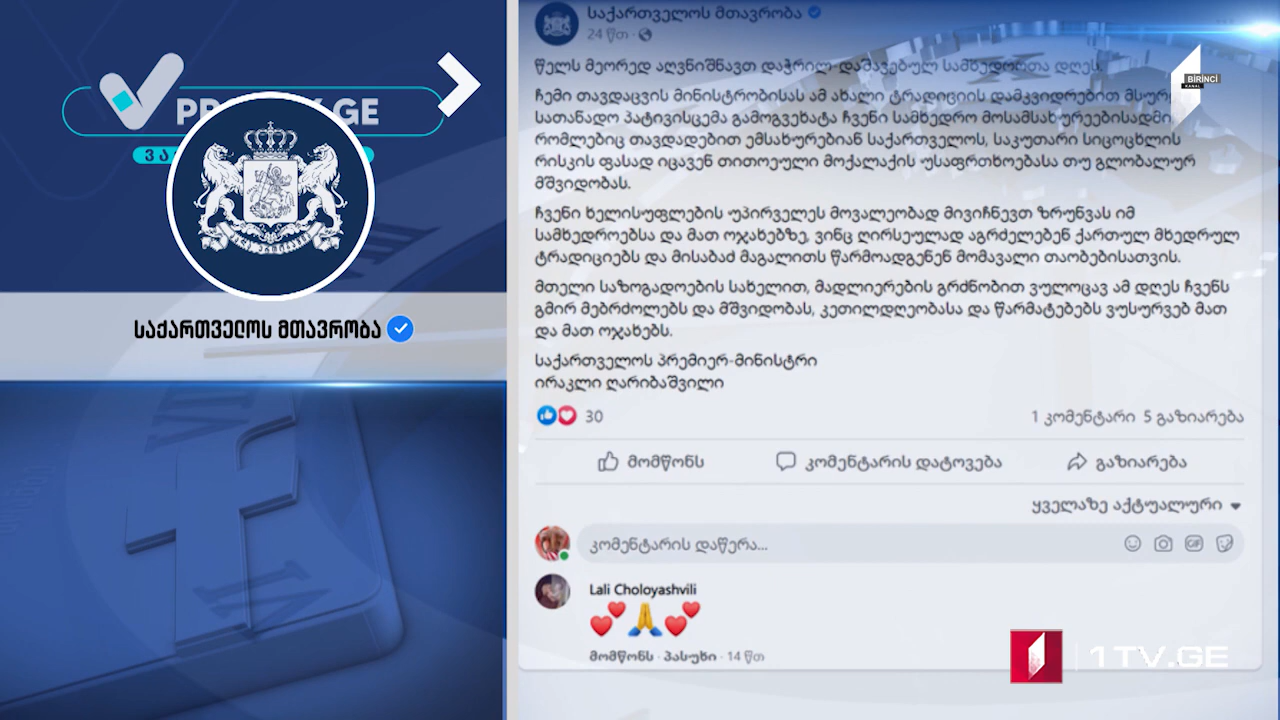 GE
საქართველოს მთავრობა
საქართველოს მთავრობა
24 წთ
წელს მეორედ აღვნიშნავთ დაჭრილ-დაშავებულ სამხედროთა დღეს.
ჩემი თავდაცვის მინისტრობისას ამ ახალი ტრადიციის დამკვიდრებით
სათანადო პატივისცემა გამოგვეხატა ჩვენი სამხედრო მოსამსახურეებისადმი
რომლებიც თავდადებით ემსახურებიან საქართველოს, საკუთარი სიცოცხლის
რისკის ფასად იცავენ თითოეული მოქალაქის უსაფრთხოებასა თუ გლობალურ
მშვიდობას.
ჩვენი ხელისუფლების უპირველეს მოვალეობად მივიჩნევთ ზრუნვას იმ
სამხედროებსა და მათ ოჯახებზე, ვინც ღირსეულად აგრძელებენ ქართულ მხედრულ
ტრადიციებს და მისაბაძ მაგალითს წარმოადგენენ მომავალი თაობებისათვის.
მთელი საზოგადოების სახელით, მადლიერების გრძნობით ვულოცავ ამ დღეს ჩვენს
გმირ მებრძოლებს და მშვიდობას, კეთილდღეობასა და წარმატებებს ვუსურვებ მათ
და მათ ოჯახებს.
საქართველოს პრემიერ-მინისტრი
ირაკლი ღარიბაშვილი
30
1 კომენტარი 5 გაზიარება
მომწონს კომენტარის დატოვება გაზიარება
ყველაზე აქტუალური
კომენტარის დაწერა...
GIF
Lali Choloyashvili
💕🙏💕
მომწონს · პასუხი · 14 წთ
BIRINCI
KANAL
1TV.GE